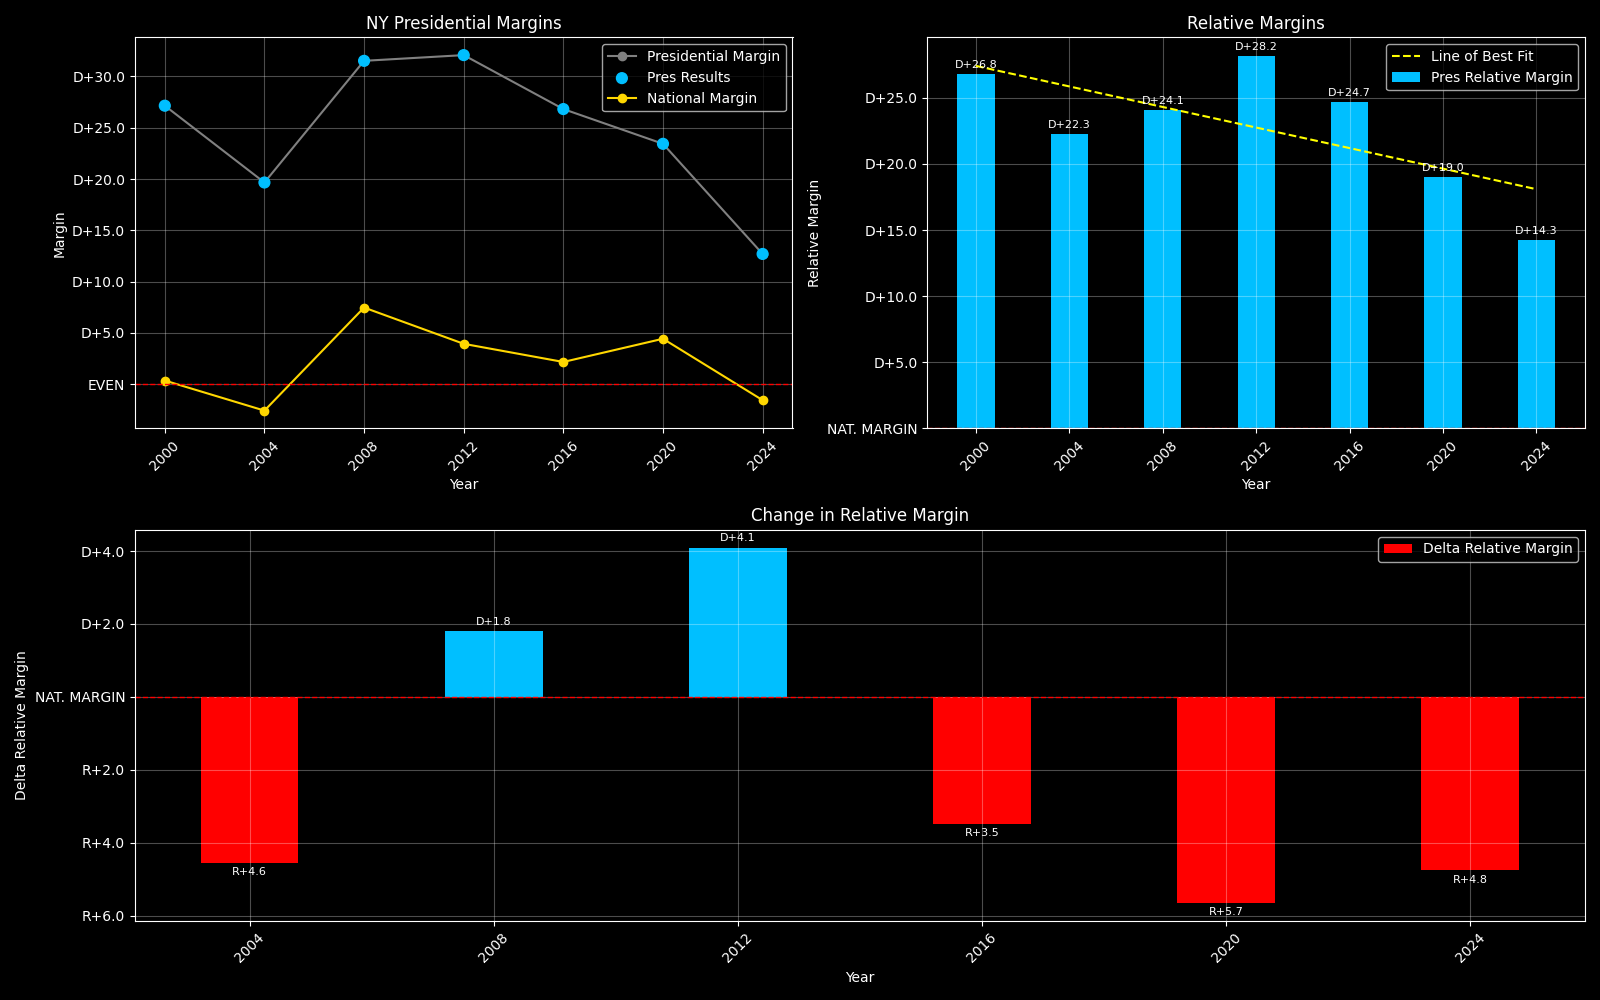 NY Presidential Margins
Margin
D+30.0
D+25.0
D+20.0
D+15.0
D+10.0
D+5.0
EVEN
Presidential Margin
Pres Results
National Margin
2000
2004
2008
2012
2016
2020
2024
Year
Relative Margins
Relative Margin
D+25.0
D+20.0
D+15.0
D+10.0
D+5.0
NAT. MARGIN
Line of Best Fit
Pres Relative Margin
D+26.8
D+22.3
D+24.1
D+28.2
D+24.7
D+19.0
D+14.3
2000
2004
2008
2012
2016
2020
2024
Year
Change in Relative Margin
Delta Relative Margin
D+4.0
D+2.0
NAT. MARGIN
R+2.0
R+4.0
R+6.0
Delta Relative Margin
R+4.6
D+1.8
D+4.1
R+3.5
R+5.7
R+4.8
2004
2008
2012
2016
2020
2024
Year